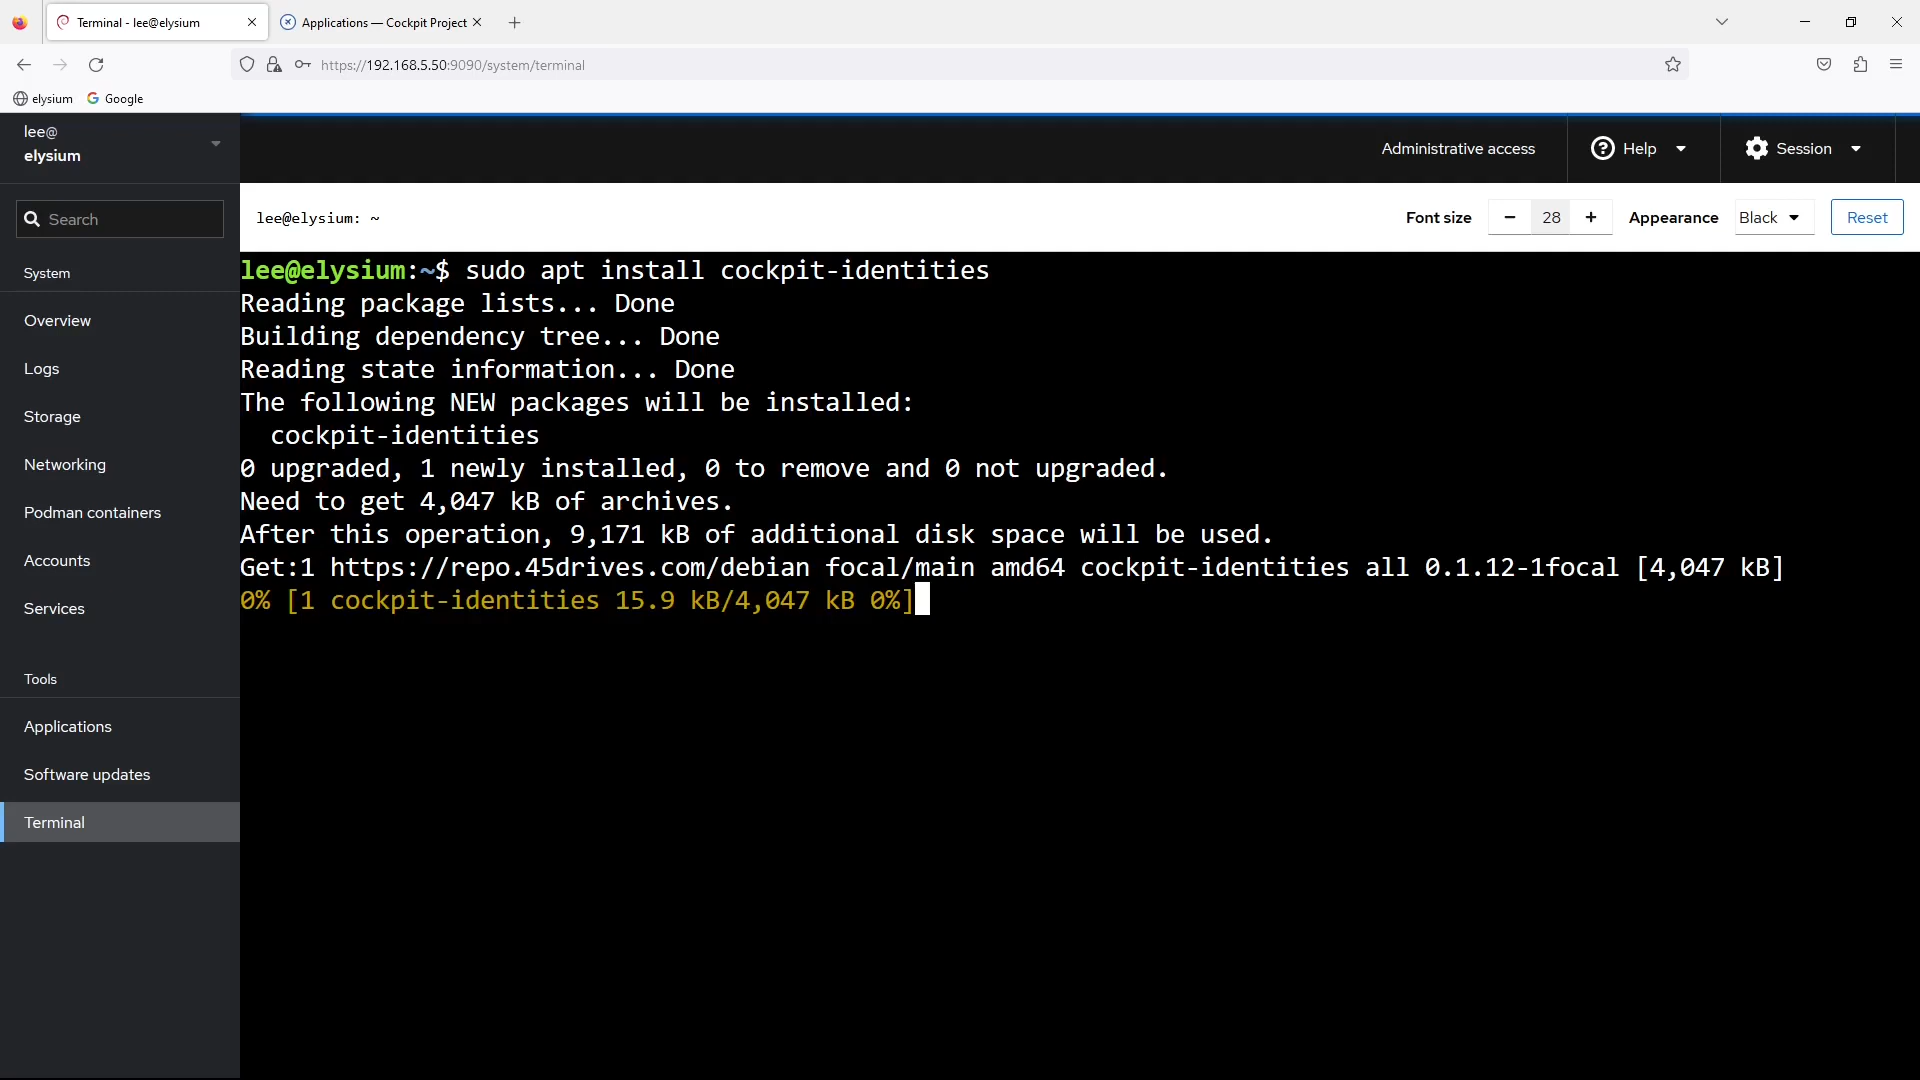 Terminal - lee@elysium
Applications — Cockpit Project
https://192.168.5.50:9090/system/terminal
elysium
Google
lee@
elysium
Administrative access
Help
Session
Search
lee@elysium: ~
Font size
28
Appearance
Black
Reset
System
Overview
Logs
Storage
Networking
Podman containers
Accounts
Services
Tools
Applications
Software updates
Terminal
lee@elysium:~$ sudo apt install cockpit-identities
Reading package lists... Done
Building dependency tree... Done
Reading state information... Done
The following NEW packages will be installed:
cockpit-identities
0 upgraded, 1 newly installed, 0 to remove and 0 not upgraded.
Need to get 4,047 kB of archives.
After this operation, 9,171 kB of additional disk space will be used.
Get:1 https://repo.45drives.com/debian focal/main amd64 cockpit-identities all 0.1.12-1focal [4,047 kB]
0% [1 cockpit-identities 15.9 kB/4,047 kB 0%]